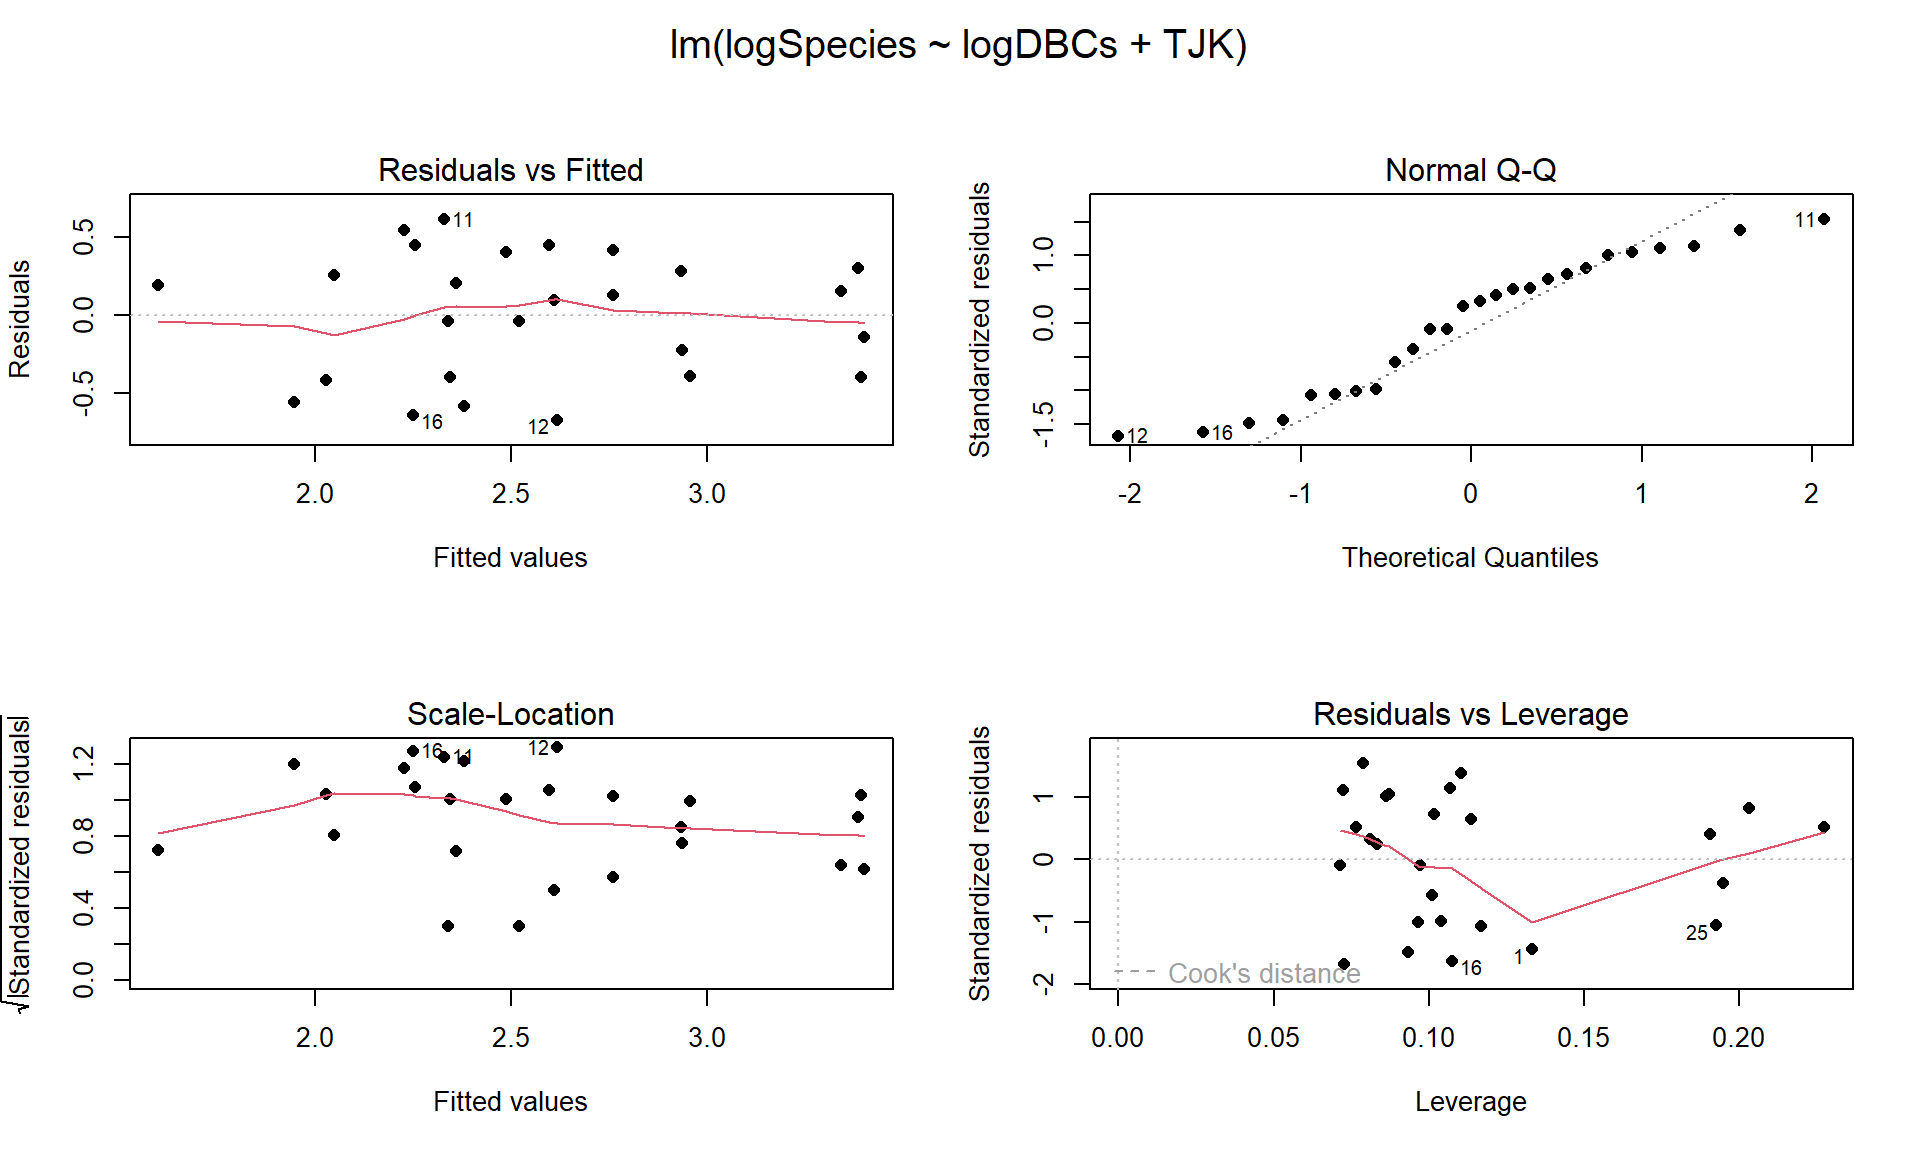 lm(logSpecies ~ logDBCs + TJK)
Residuals vs Fitted
Residuals
0.5
0.0
-0.5
11
16
12
2.0 2.5 3.0
Fitted values
Normal Q-Q
Standardized residuals
1.0
0.0
-1.5
11
12
16
-2 -1 0 1 2
Theoretical Quantiles
Scale-Location
√|Standardized residuals|
1.2
0.8
0.4
0.0
16
11
12
2.0 2.5 3.0
Fitted values
Residuals vs Leverage
Standardized residuals
1
0
-1
-2
25
1
16
Cook's distance
0.00 0.05 0.10 0.15 0.20
Leverage